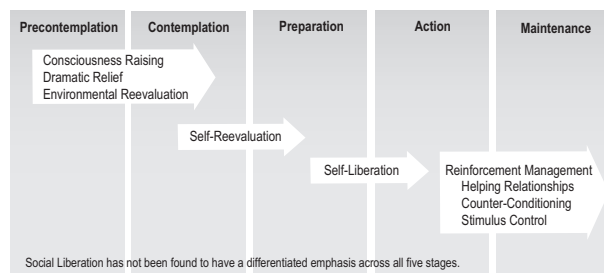 Precontemplation
Contemplation
Preparation
Action
Maintenance
Consciousness Raising
Dramatic Relief
Environmental Reevaluation
Self-Reevaluation
Self-Liberation
Reinforcement Management
Helping Relationships
Counter-Conditioning
Stimulus Control
Social Liberation has not been found to have a differentiated emphasis across all five stages.